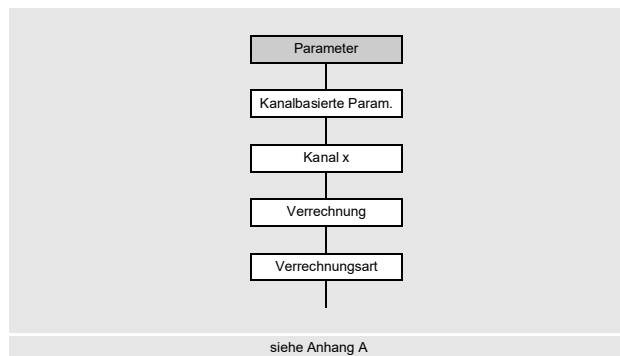 Parameter
Kanalbasierte Param.
Kanal x
Verrechnung
Verrechnungsart
siehe Anhang A